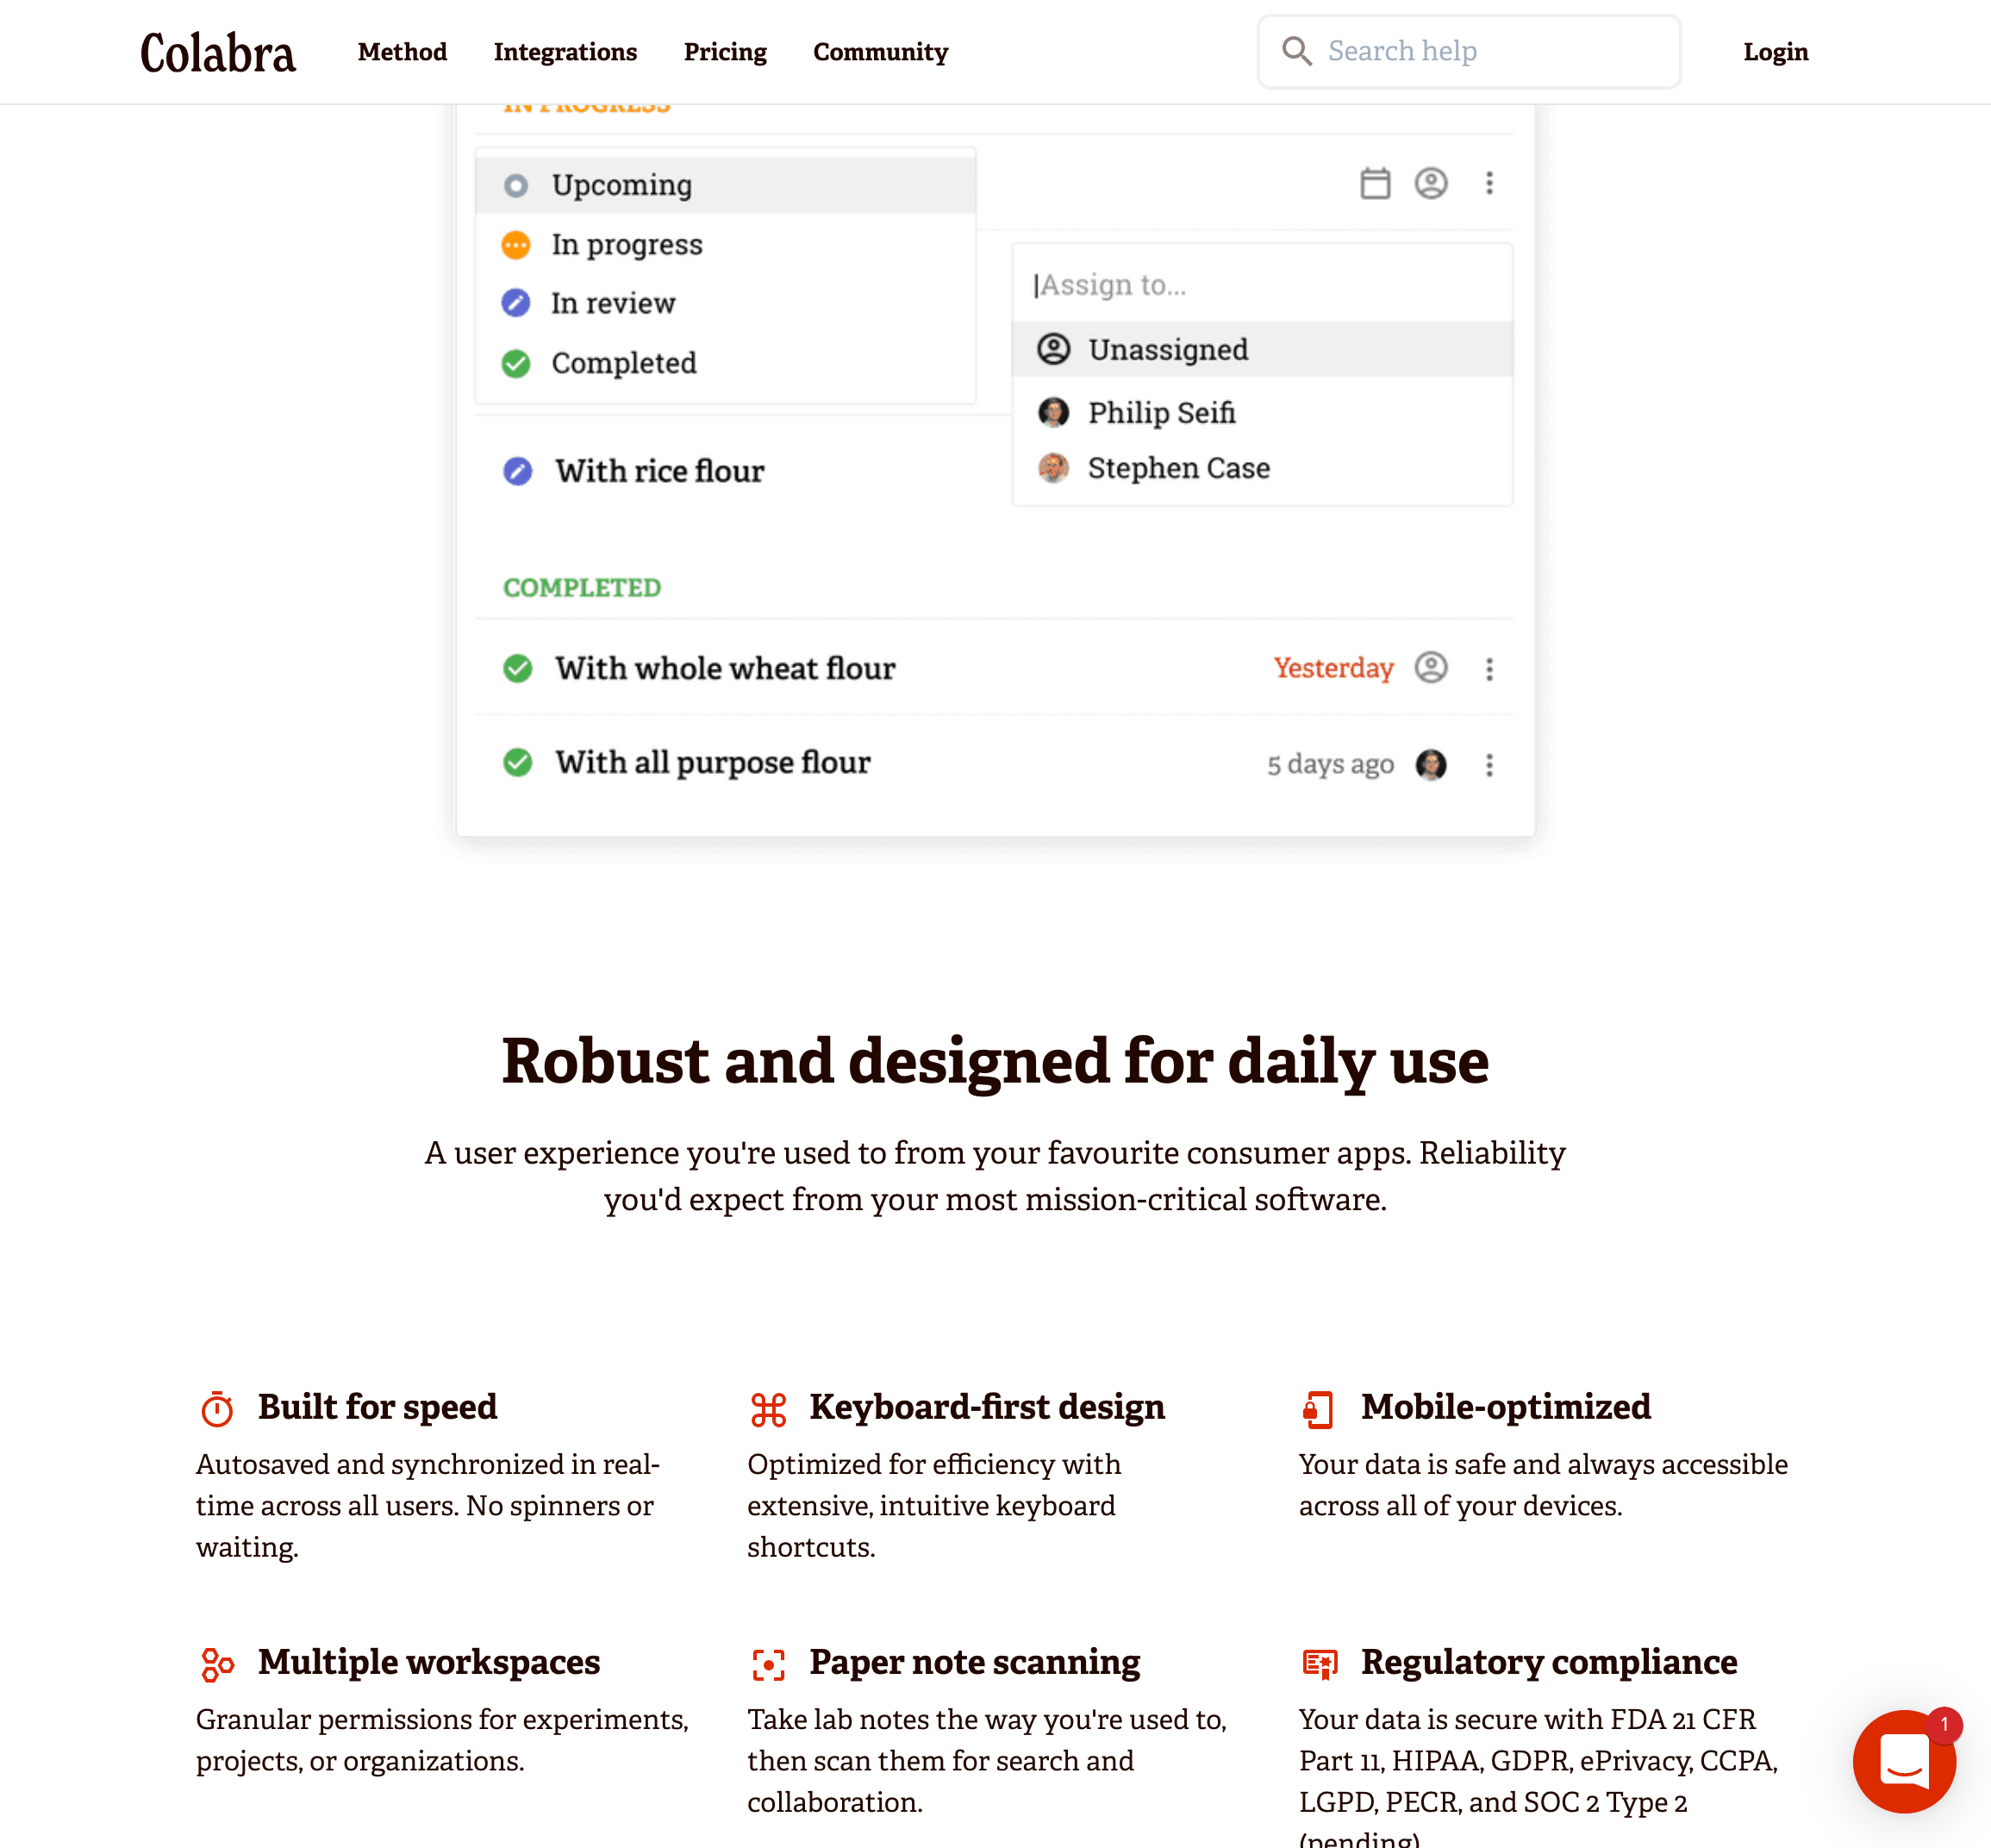 Colabra Method Integrations Pricing Community Search help Login
IN PROGRESS
Upcoming
In progress
In review
Completed
Assign to...
Unassigned
Philip Seifi
Stephen Case
With rice flour
COMPLETED
With whole wheat flour Yesterday
With all purpose flour 5 days ago
Robust and designed for daily use
A user experience you're used to from your favourite consumer apps. Reliability
you'd expect from your most mission-critical software.
Built for speed
Autosaved and synchronized in real-
time across all users. No spinners or
waiting.
Keyboard-first design
Optimized for efficiency with
extensive, intuitive keyboard
shortcuts.
Mobile-optimized
Your data is safe and always accessible
across all of your devices.
Multiple workspaces
Granular permissions for experiments,
projects, or organizations.
Paper note scanning
Take lab notes the way you're used to,
then scan them for search and
collaboration.
Regulatory compliance
Your data is secure with FDA 21 CFR
Part 11, HIPAA, GDPR, ePrivacy, CCPA,
LGPD, PECR, and SOC 2 Type 2
(pending)
1